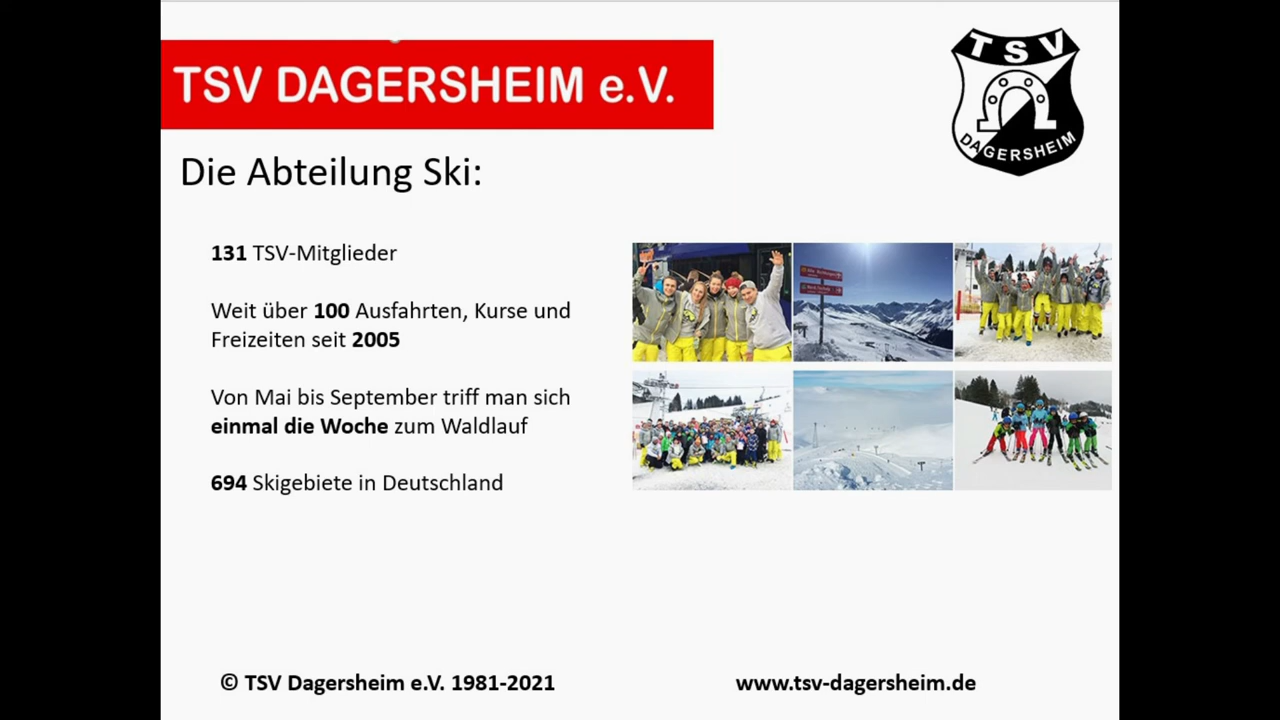 TSV DAGERSHEIM e.V.
TSV
DAGERSHEIM
Die Abteilung Ski:
131 TSV-Mitglieder
Weit über 100 Ausfahrten, Kurse und
Freizeiten seit 2005
Von Mai bis September triff man sich
einmal die Woche zum Waldlauf
694 Skigebiete in Deutschland
© TSV Dagersheim e.V. 1981-2021
www.tsv-dagersheim.de